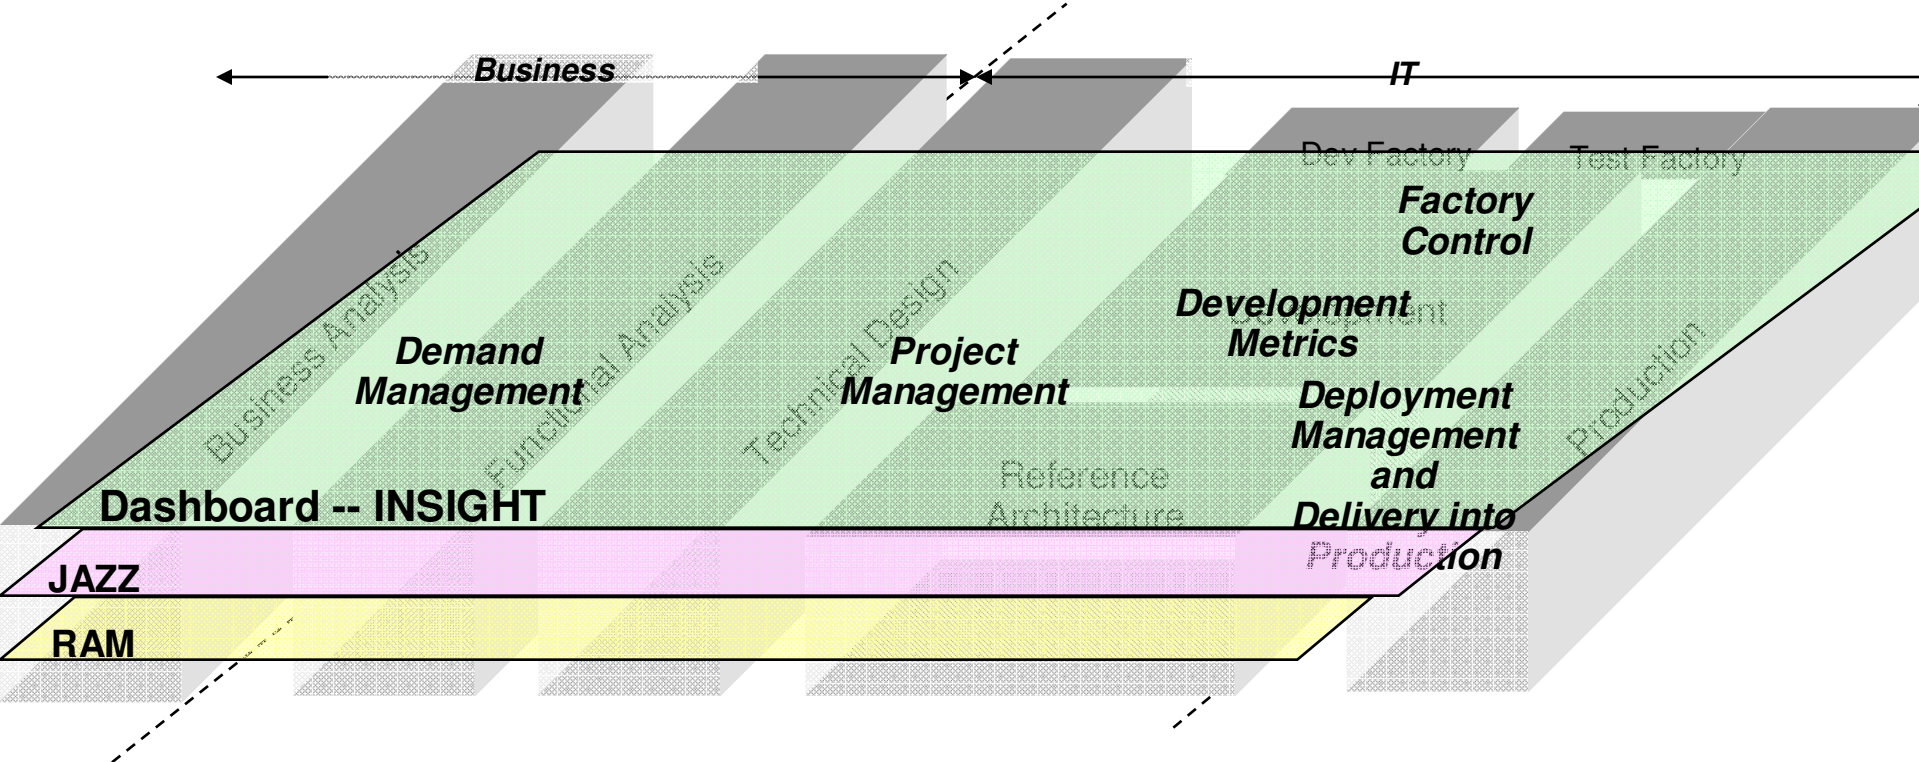 Business
IT
Dev Factory
Test Factory
Factory
Control
Business Analysis
Functional Analysis
Technical Design
Development
Metrics
Development
Production
Demand
Management
Project
Management
Deployment
Management
and
Delivery into
Production
Reference
Architecture
Dashboard -- INSIGHT
JAZZ
RAM